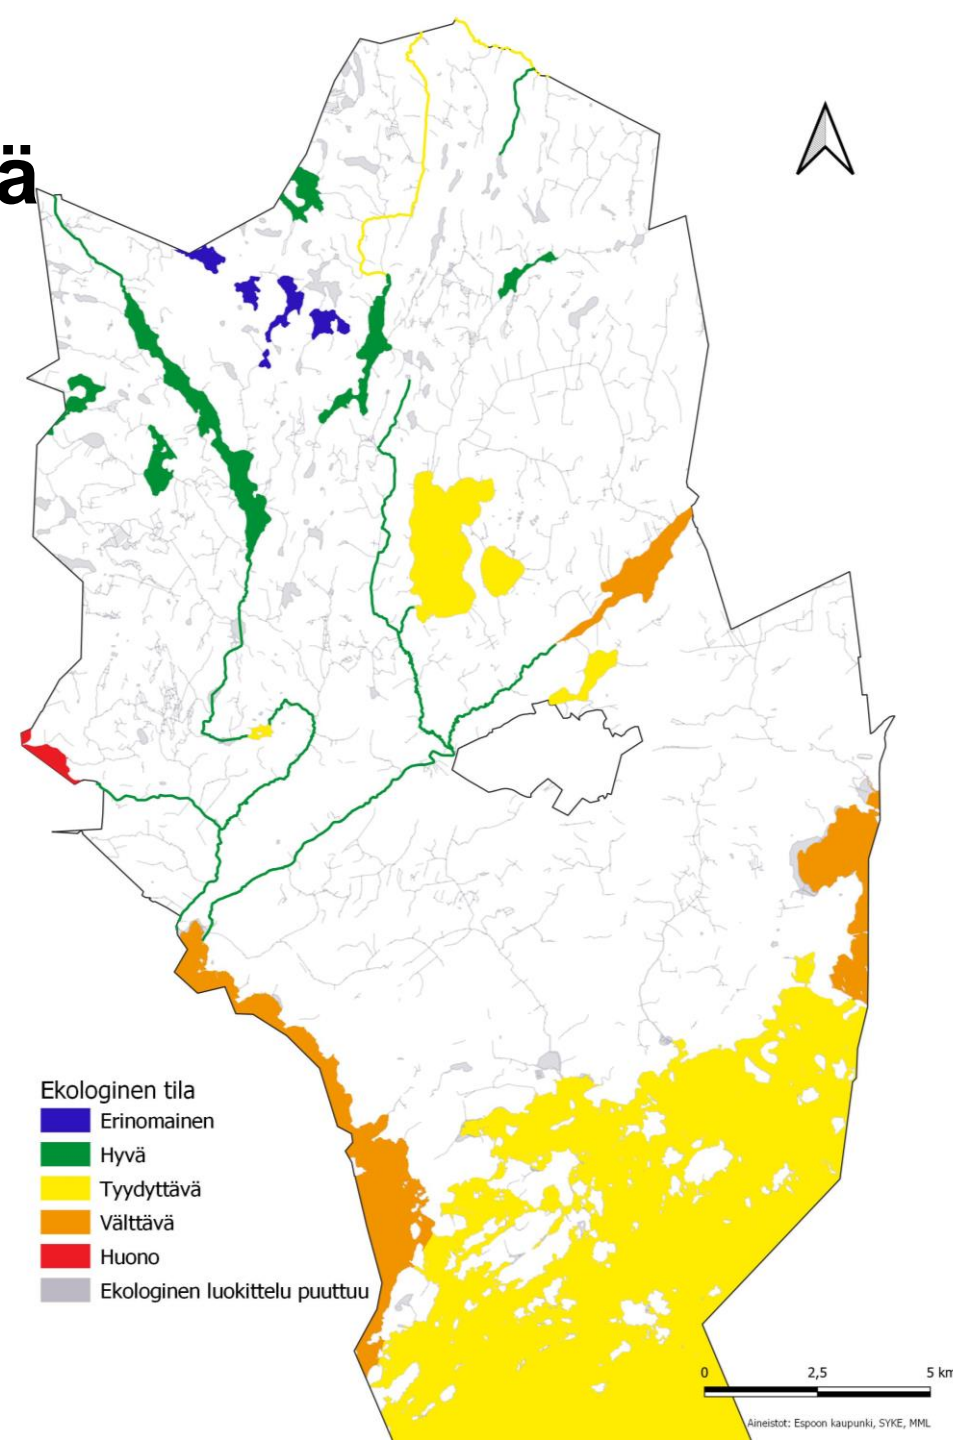 ä
Ekologinen tila
Erinomainen
Hyvä
Tyydyttävä
Välttävä
Huono
Ekologinen luokittelu puuttuu
0 2,5 5 km
Aineistot: Espoon kaupunki, SYKE, MML